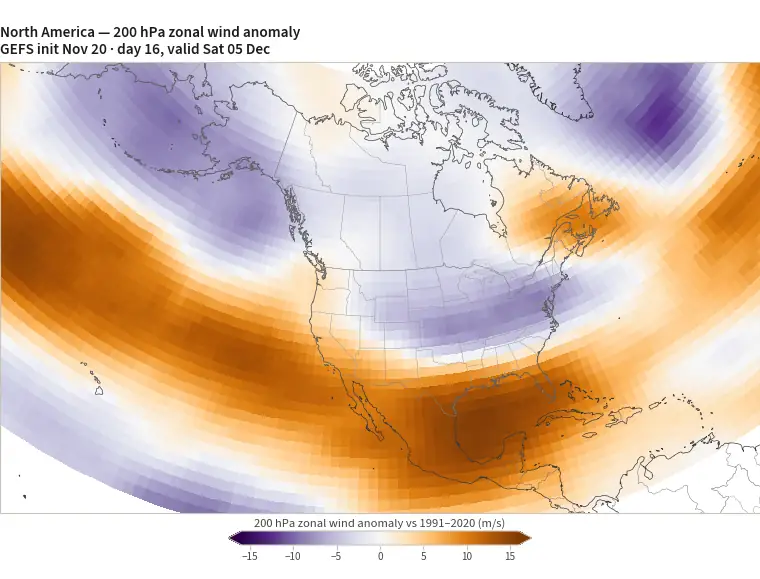 North America — 200 hPa zonal wind anomaly
GEFS init Nov 20 · day 16, valid Sat 05 Dec
200 hPa zonal wind anomaly vs 1991–2020 (m/s)
−15 −10 −5 0 5 10 15